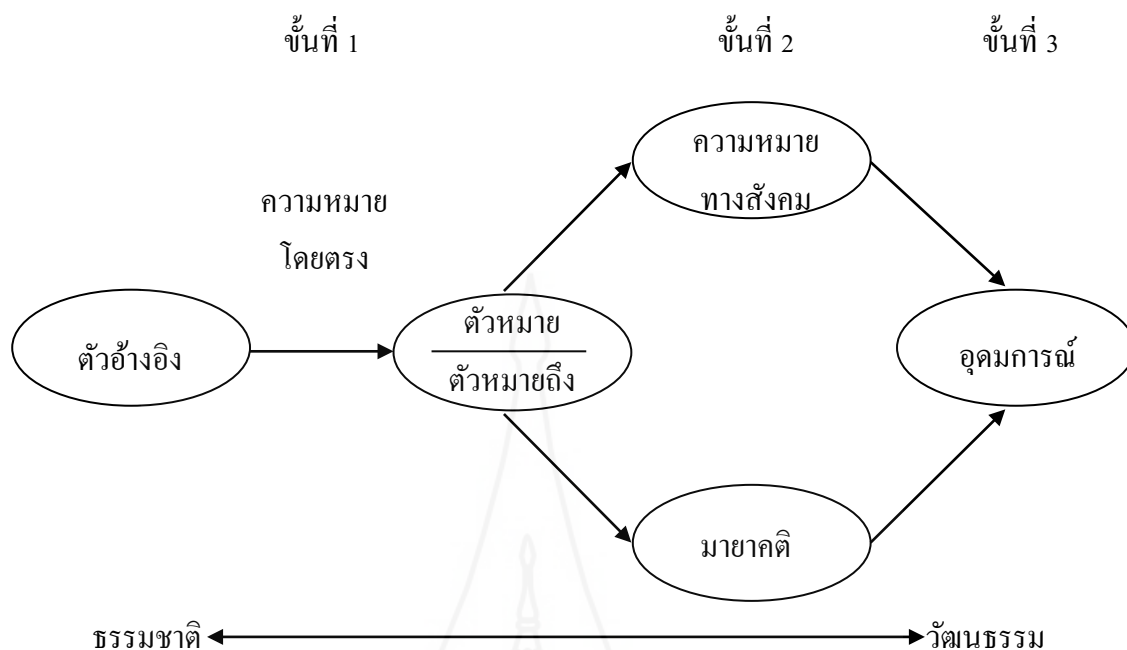 ขั้นที่ 1 ขั้นที่ 2 ขั้นที่ 3
ความหมาย
ทางสังคม
ความหมาย
โดยตรง
ตัวอ้างอิง
ตัวหมาย
ตัวหมายถึง
อุดมการณ์
มายาคติ
ธรรมชาติ วัฒนธรรม